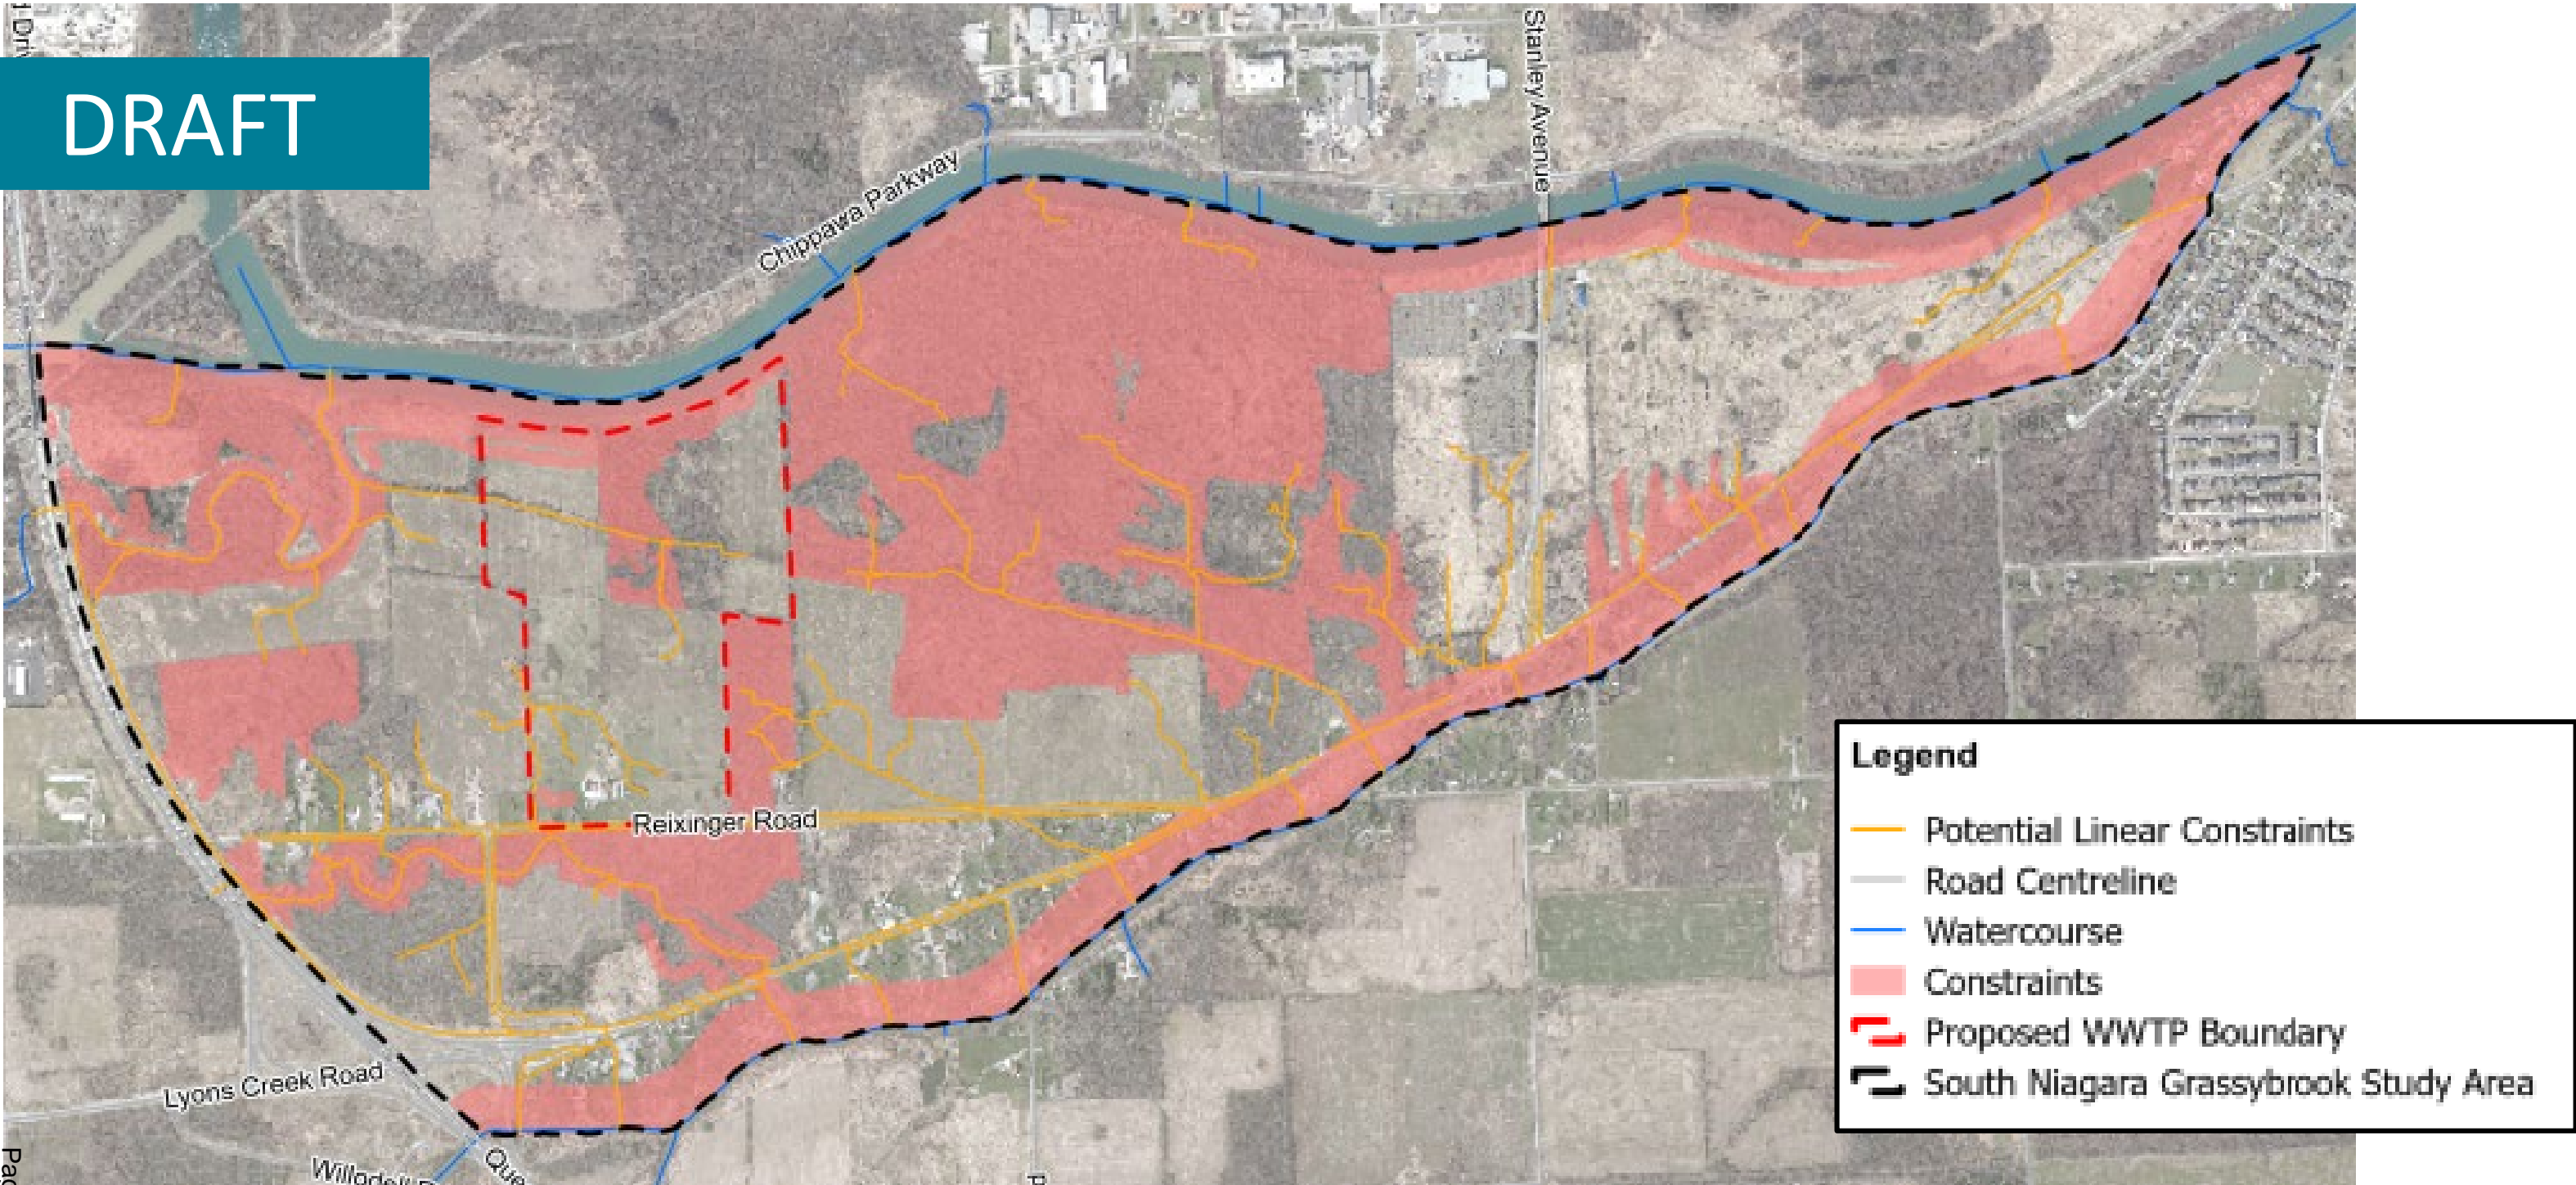 DRAFT
Stanley Avenue
Chippawa Parkway
Reixinger Road
Lyons Creek Road
Legend
Potential Linear Constraints
Road Centreline
Watercourse
Constraints
Proposed WWTP Boundary
South Niagara Grassybrook Study Area